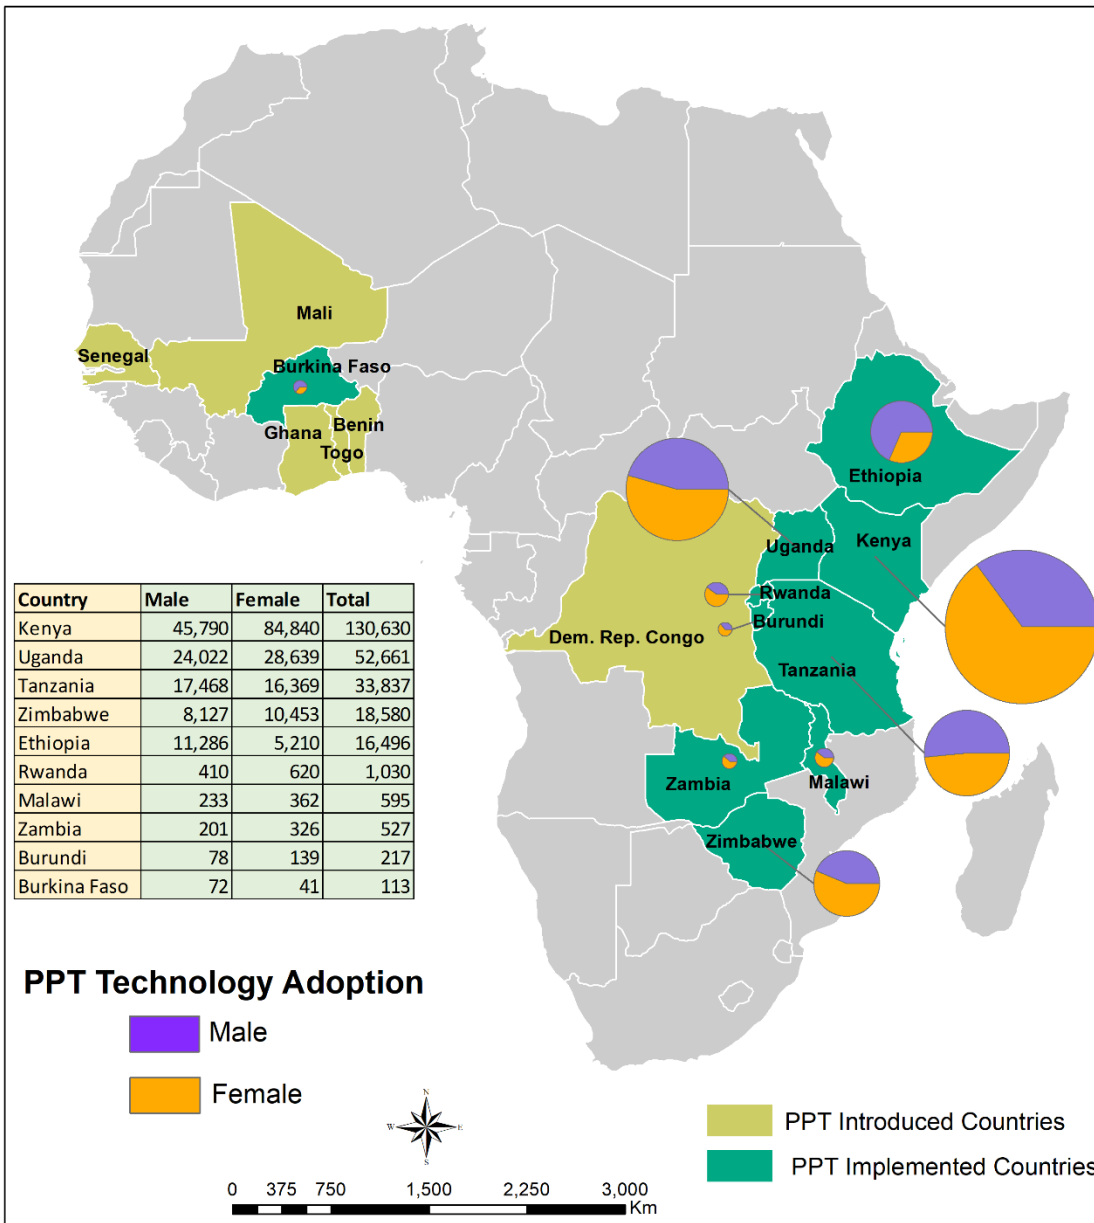 Mali
Senegal
Burkina Faso
Benin
Ghana
Togo
Ethiopia
Uganda
Kenya
Rwanda
Burundi
Dem. Rep. Congo
Tanzania
Zambia
Malawi
Zimbabwe
Country Male Female Total
Kenya 45,790 84,840 130,630
Uganda 24,022 28,639 52,661
Tanzania 17,468 16,369 33,837
Zimbabwe 8,127 10,453 18,580
Ethiopia 11,286 5,210 16,496
Rwanda 410 620 1,030
Malawi 233 362 595
Zambia 201 326 527
Burundi 78 139 217
Burkina Faso 72 41 113
PPT Technology Adoption
Male
Female
N
W E
S
PPT Introduced Countries
PPT Implemented Countries
0 375 750 1,500 2,250 3,000
Km